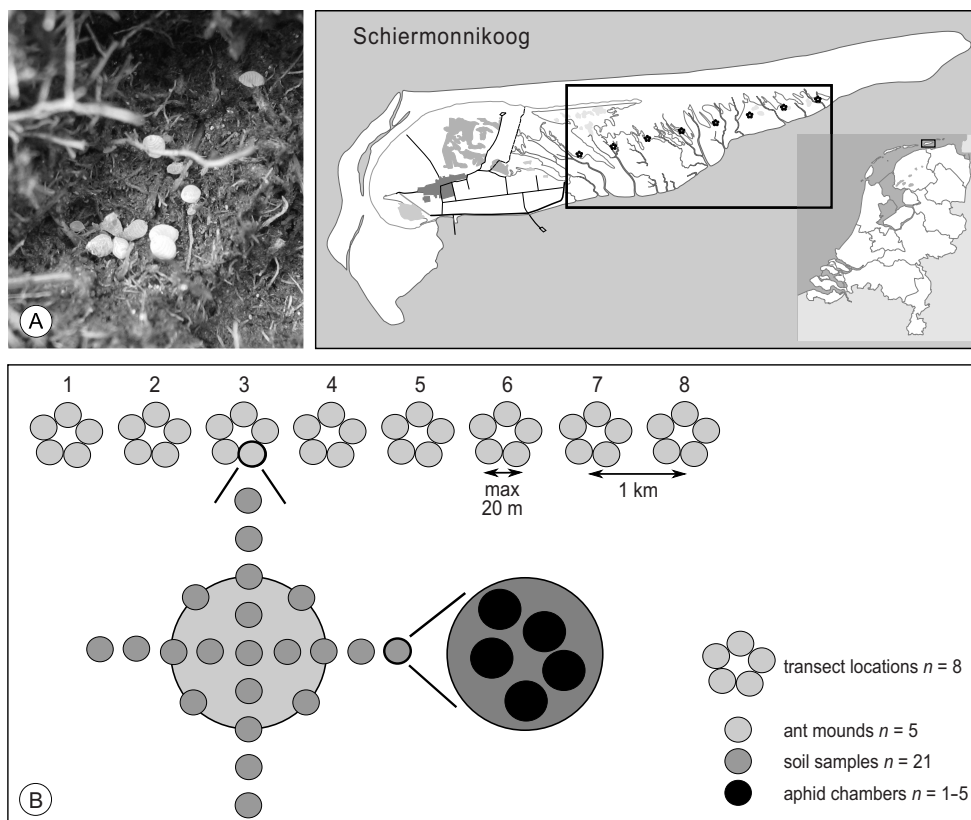 A
Schiermonnikoog
1 2 3 4 5 6 7 8
max
20 m
1 km
transect locations n = 8
ant mounds n = 5
soil samples n = 21
aphid chambers n = 1–5
B